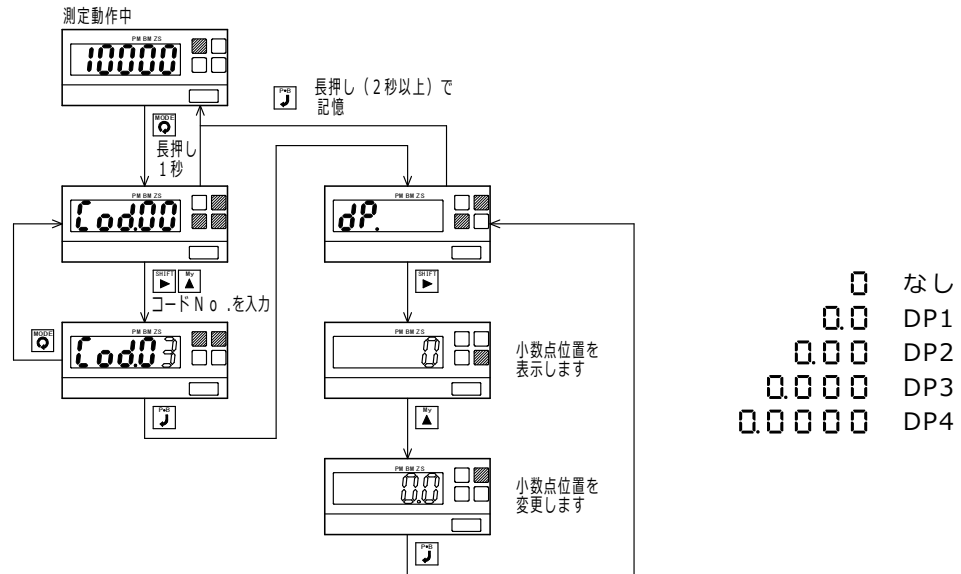 測定動作中
PM BM ZS
10000
MODE
長押し
1秒
P•B
長押し（2秒以上）で
記憶
PM BM ZS
Cod.00
SHIFT
My
コードNo.を入力
MODE
PM BM ZS
Cod.03
P•B
PM BM ZS
dP.
SHIFT
PM BM ZS
0
小数点位置を
表示します
My
PM BM ZS
0.0
小数点位置を
変更します
P•B
0 なし
0.0 DP1
0.00 DP2
0.000 DP3
0.0000 DP4